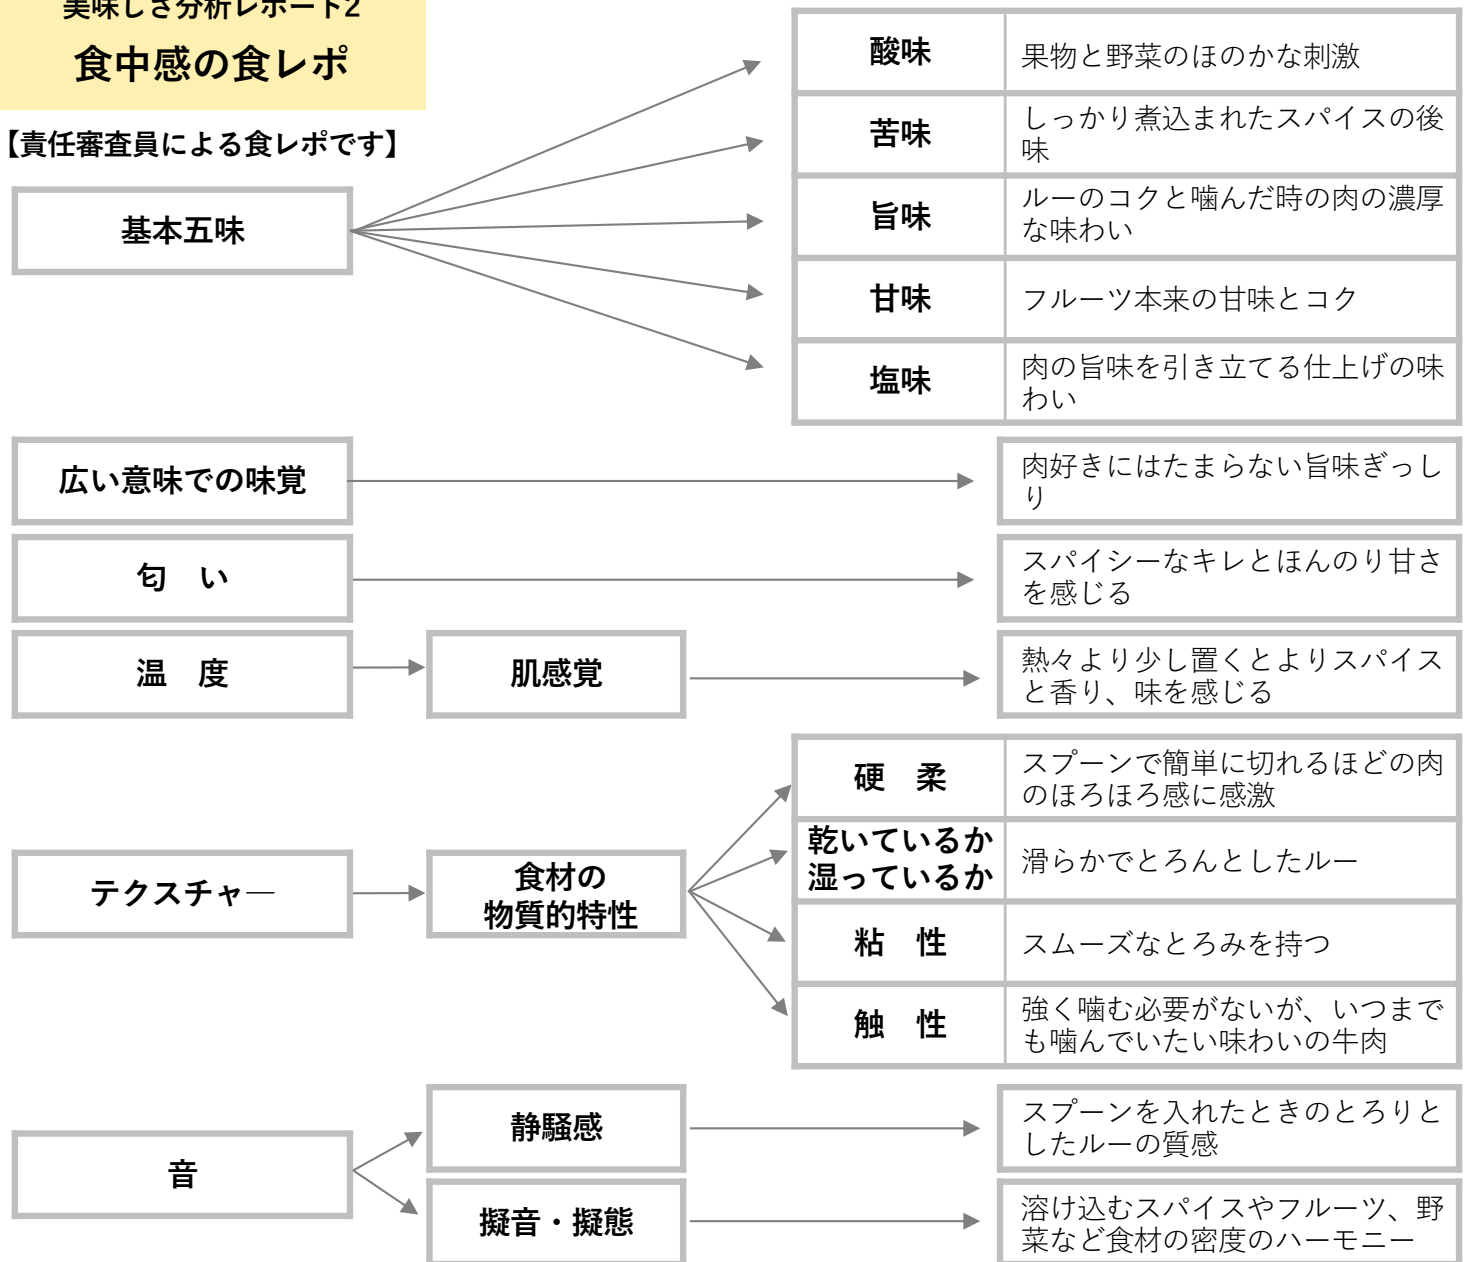 美味しさ分析レポート2
食中感の食レポ
【責任審査員による食レポです】
基本五味
酸味
果物と野菜のほのかな刺激
苦味
しっかり煮込まれたスパイスの後
味
旨味
ルーのコクと噛んだ時の肉の濃厚
な味わい
甘味
フルーツ本来の甘味とコク
塩味
肉の旨味を引き立てる仕上げの味
わい
広い意味での味覚
肉好きにはたまらない旨味ぎっし
り
匂　い
スパイシーなキレとほんのり甘さ
を感じる
温　度
肌感覚
熱々より少し置くとよりスパイス
と香り、味を感じる
テクスチャ―
食材の
物質的特性
硬　柔
スプーンで簡単に切れるほどの肉
のほろほろ感に感激
乾いているか
湿っているか
滑らかでとろんとしたルー
粘　性
スムーズなとろみを持つ
触　性
強く噛む必要がないが、いつまで
も噛んでいたい味わいの牛肉
音
静騒感
スプーンを入れたときのとろりと
したルーの質感
擬音・擬態
溶け込むスパイスやフルーツ、野
菜など食材の密度のハーモニー